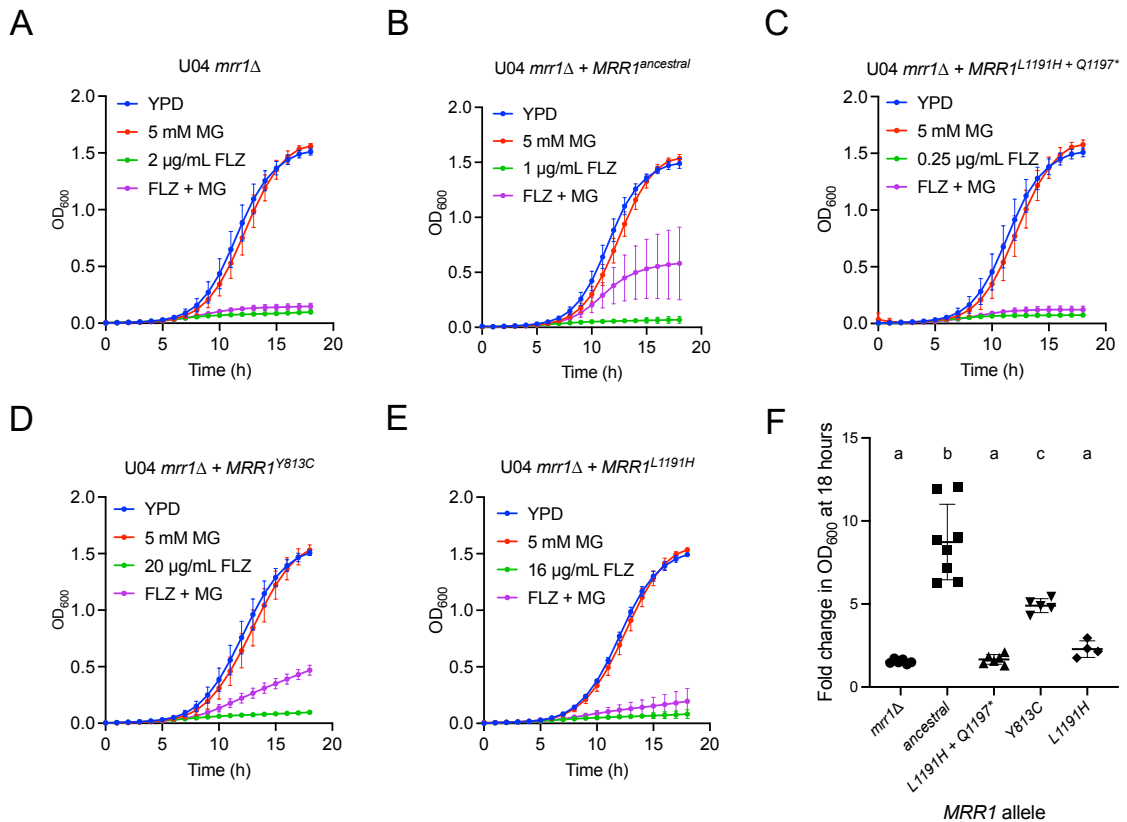 A
U04 mrr1Δ
YPD
5 mM MG
2 µg/mL FLZ
FLZ + MG
2.0
1.5
1.0
0.5
0.0
OD600
0 5 10 15 20
Time (h)
B
U04 mrr1Δ + MRR1ancestral
YPD
5 mM MG
1 µg/mL FLZ
FLZ + MG
2.0
1.5
1.0
0.5
0.0
OD600
0 5 10 15 20
Time (h)
C
U04 mrr1Δ + MRR1L1191H + Q1197*
YPD
5 mM MG
0.25 µg/mL FLZ
FLZ + MG
2.0
1.5
1.0
0.5
0.0
OD600
0 5 10 15 20
Time (h)
D
U04 mrr1Δ + MRR1Y813C
YPD
5 mM MG
20 µg/mL FLZ
FLZ + MG
2.0
1.5
1.0
0.5
0.0
OD600
0 5 10 15 20
Time (h)
E
U04 mrr1Δ + MRR1L1191H
YPD
5 mM MG
16 µg/mL FLZ
FLZ + MG
2.0
1.5
1.0
0.5
0.0
OD600
0 5 10 15 20
Time (h)
F
a b a c a
15
10
5
0
Fold change in OD600 at 18 hours
mrr1Δ
ancestral
L1191H + Q1197*
Y813C
L1191H
MRR1 allele